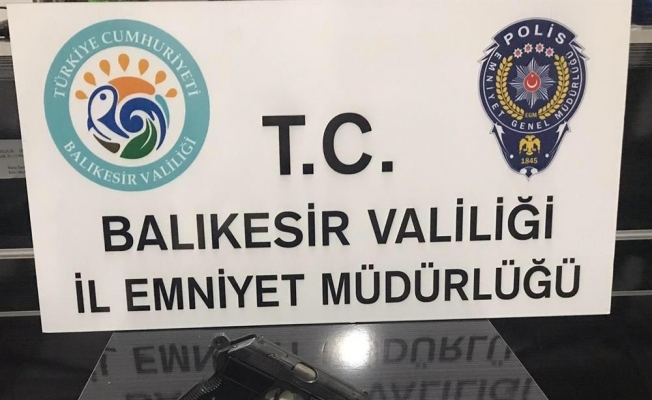 TÜRKİYE CUMHURİYETİ
BALIKESİR VALİLİĞİ
POLİS
EMNİYET GENEL MÜDÜRLÜĞÜ
EGM
1845
T.C.
BALIKESİR VALİLİĞİ
İL EMNİYET MÜDÜRLÜĞÜ